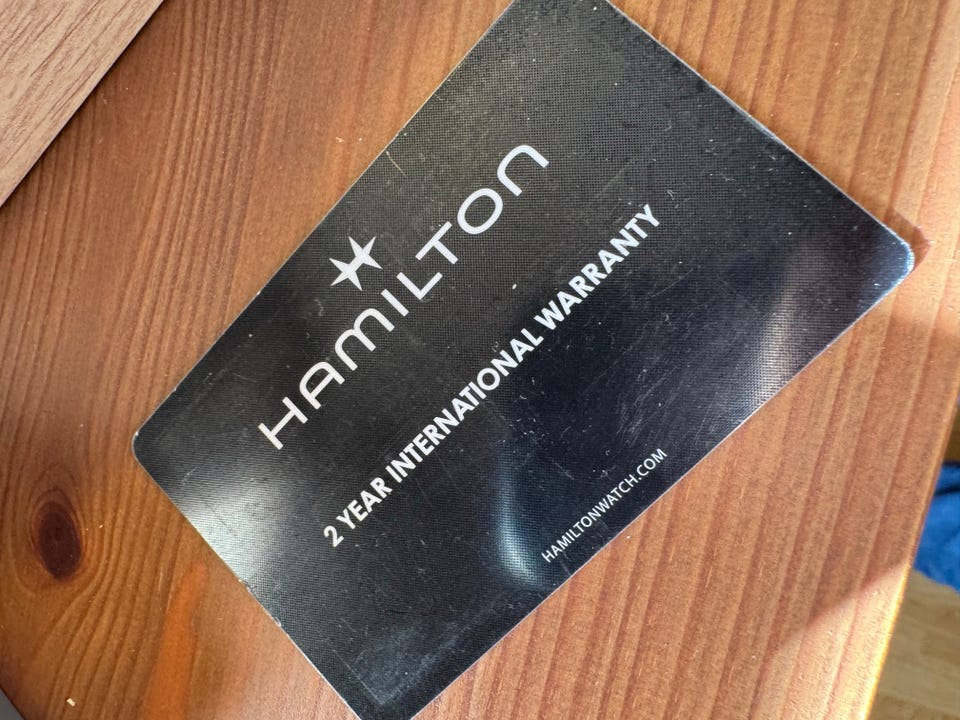 HAMILTON
2 YEAR INTERNATIONAL WARRANTY
HAMILTONWATCH.COM